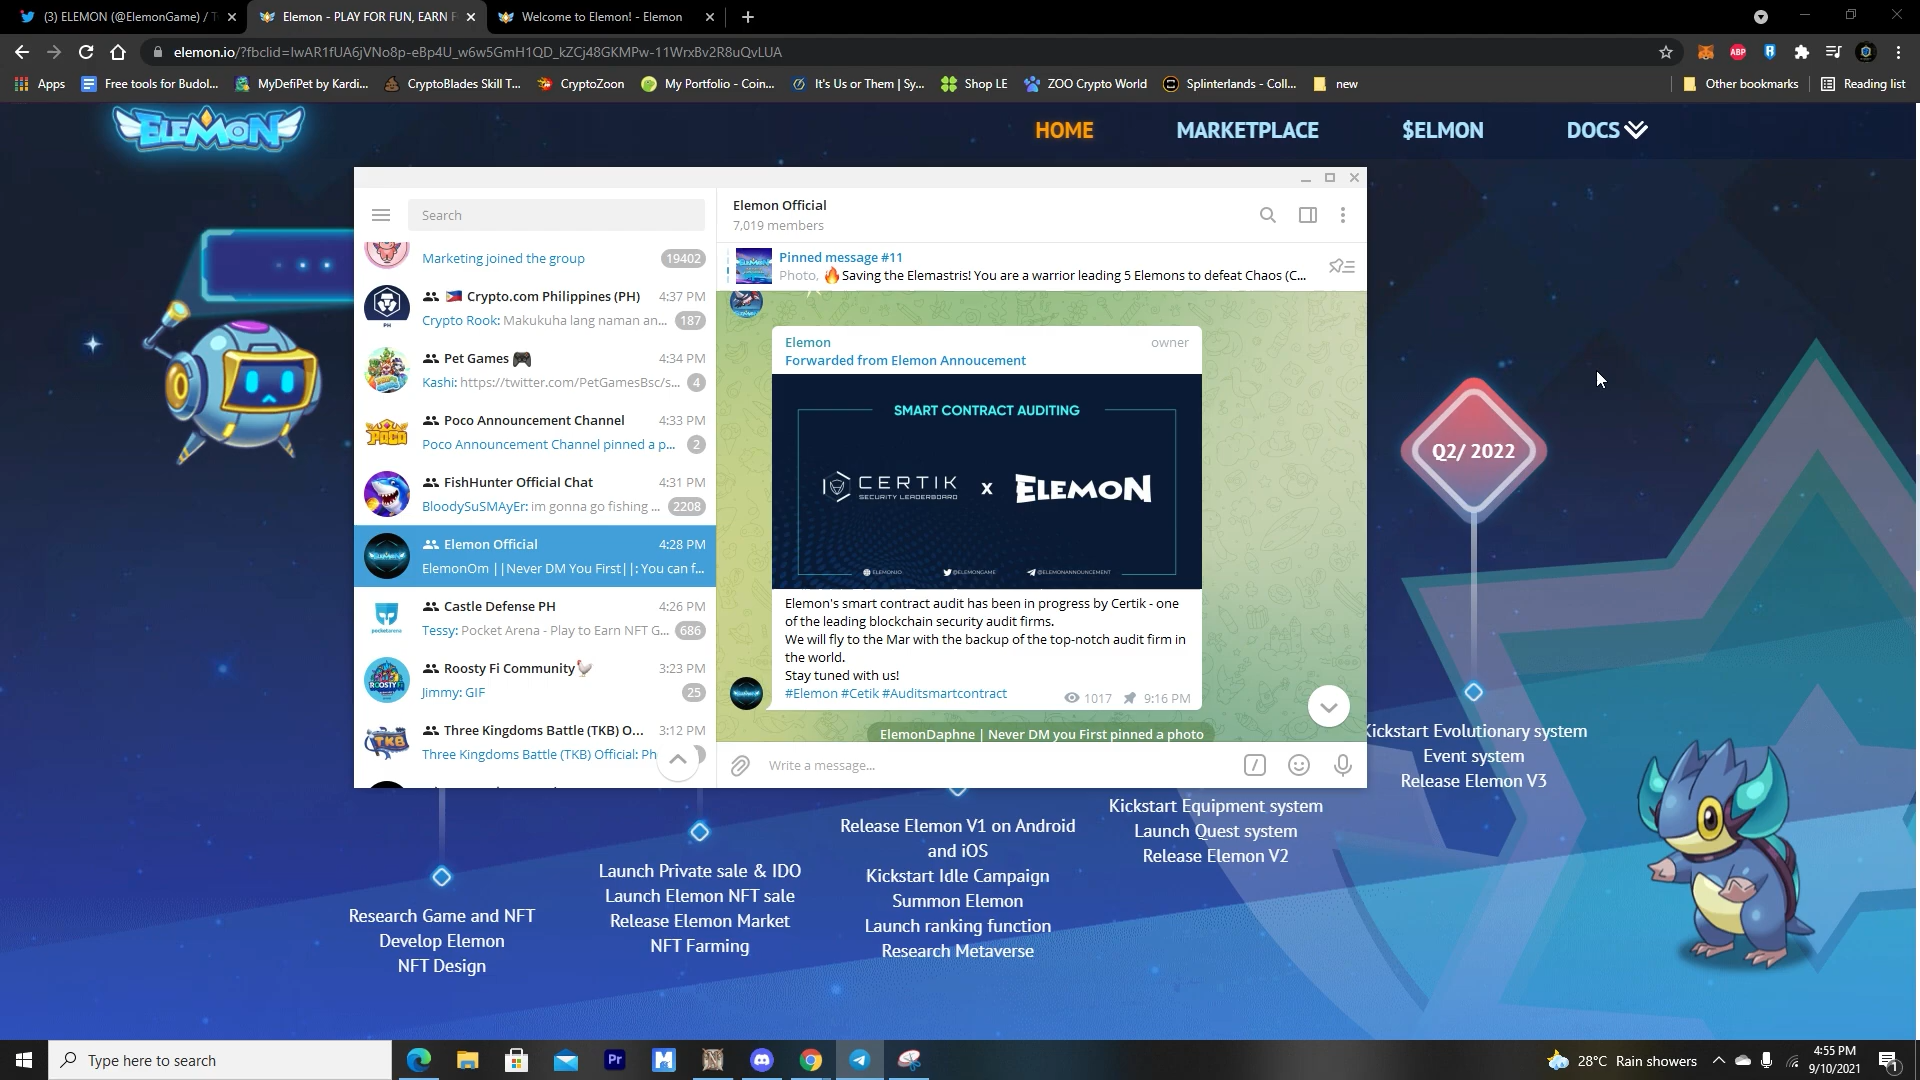 (3) ELEMON (@ElemonGame) / T
Elemon - PLAY FOR FUN, EARN F
Welcome to Elemon! - Elemon
elemon.io/?fbclid=IwAR1fUA6jVNo8p-eBp4U_w6w5GmH1QD_kZCj48GKMPw-11WrxBv2R8uQvLUA
ABP
Apps
Free tools for Budol...
MyDefiPet by Kardi...
CryptoBlades Skill T...
CryptoZoon
My Portfolio - Coin...
It's Us or Them | Sy...
Shop LE
ZOO Crypto World
Splinterlands - Coll...
new
Other bookmarks
Reading list
ELEMON
HOME
MARKETPLACE
$ELMON
DOCS
Search
Marketing joined the group
19402
Crypto.com Philippines (PH) 4:37 PM
Crypto Rook: Makukuha lang naman an... 187
PH
Pet Games 4:34 PM
Kashi: https://twitter.com/PetGamesBsc/s... 4
Poco Announcement Channel 4:33 PM
Poco Announcement Channel pinned a p... 2
POCO
FishHunter Official Chat 4:31 PM
BloodySuSMAyEr: im gonna go fishing ... 2208
Elemon Official 4:28 PM
ElemonOm ||Never DM You First||: You can f...
Castle Defense PH 4:26 PM
Tessy: Pocket Arena - Play to Earn NFT G... 686
Roosty Fi Community 3:23 PM
Jimmy: GIF 25
Three Kingdoms Battle (TKB) O... 3:12 PM
Three Kingdoms Battle (TKB) Official: Ph
TKB
Elemon Official
7,019 members
Pinned message #11
Photo, 🔥Saving the Elemastris! You are a warrior leading 5 Elemons to defeat Chaos (C...
Elemon owner
Forwarded from Elemon Annoucement
SMART CONTRACT AUDITING
CERTIK
SECURITY LEADERBOARD
x
ELEMON
ELEMON.IO @ELEMONGAME @ELEMONANNOUNCEMENT
Elemon's smart contract audit has been in progress by Certik - one
of the leading blockchain security audit firms.
We will fly to the Mar with the backup of the top-notch audit firm in
the world.
Stay tuned with us!
#Elemon #Cetik #Auditsmartcontract
1017 9:16 PM
ElemonDaphne | Never DM you First pinned a photo
Write a message...
Q2/ 2022
Kickstart Evolutionary system
Event system
Release Elemon V3
Kickstart Equipment system
Launch Quest system
Release Elemon V2
Release Elemon V1 on Android
and iOS
Kickstart Idle Campaign
Summon Elemon
Launch ranking function
Research Metaverse
Launch Private sale & IDO
Launch Elemon NFT sale
Release Elemon Market
NFT Farming
Research Game and NFT
Develop Elemon
NFT Design
Type here to search
Pr
28°C Rain showers
4:55 PM
9/10/2021
1